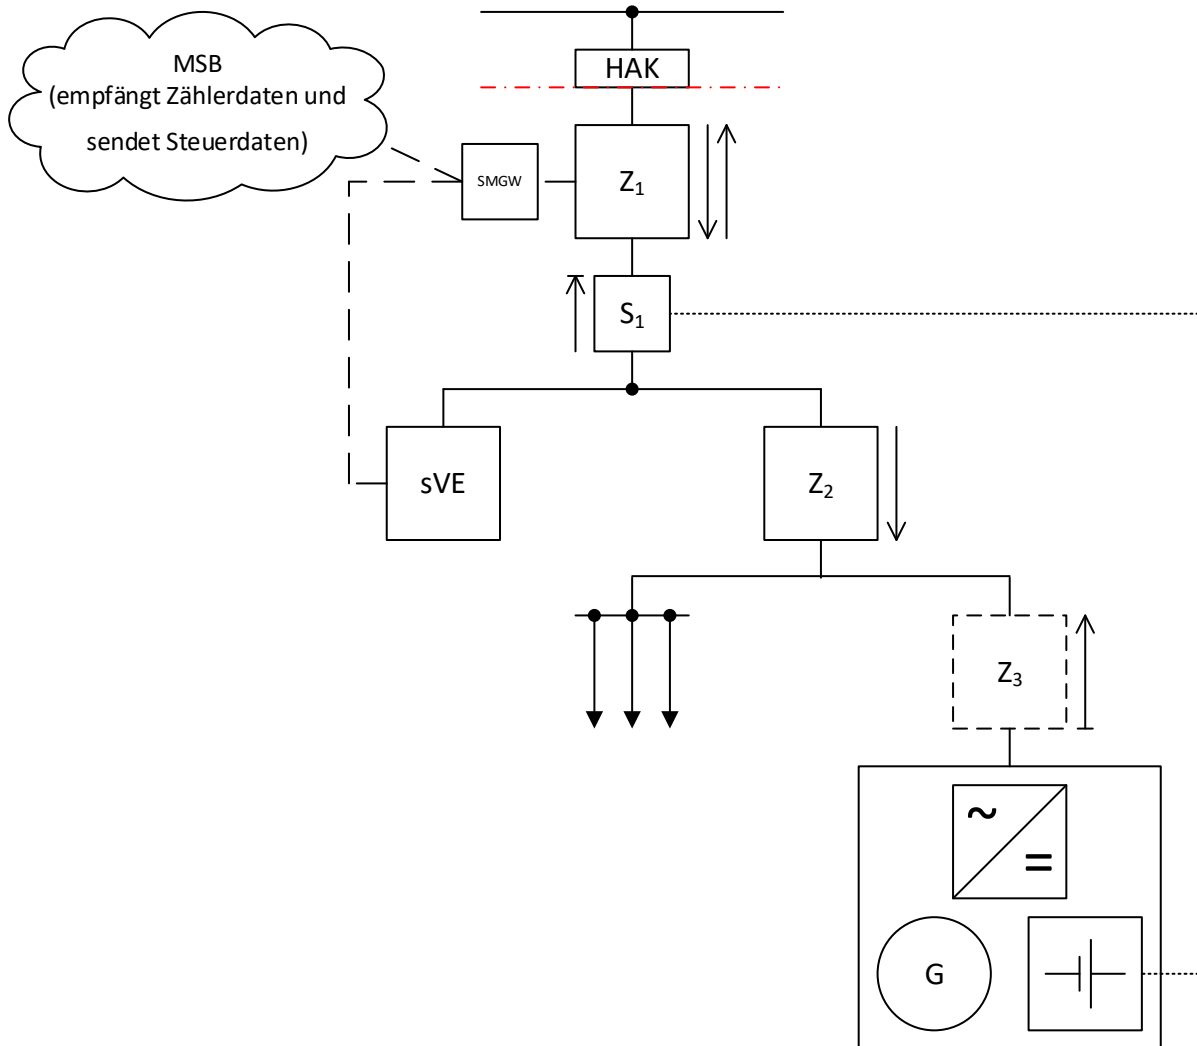 MSB
(empfängt Zählerdaten und
sendet Steuerdaten)
HAK
SMGW
Z₁
S₁
sVE
Z₂
Z₃
~
=
G